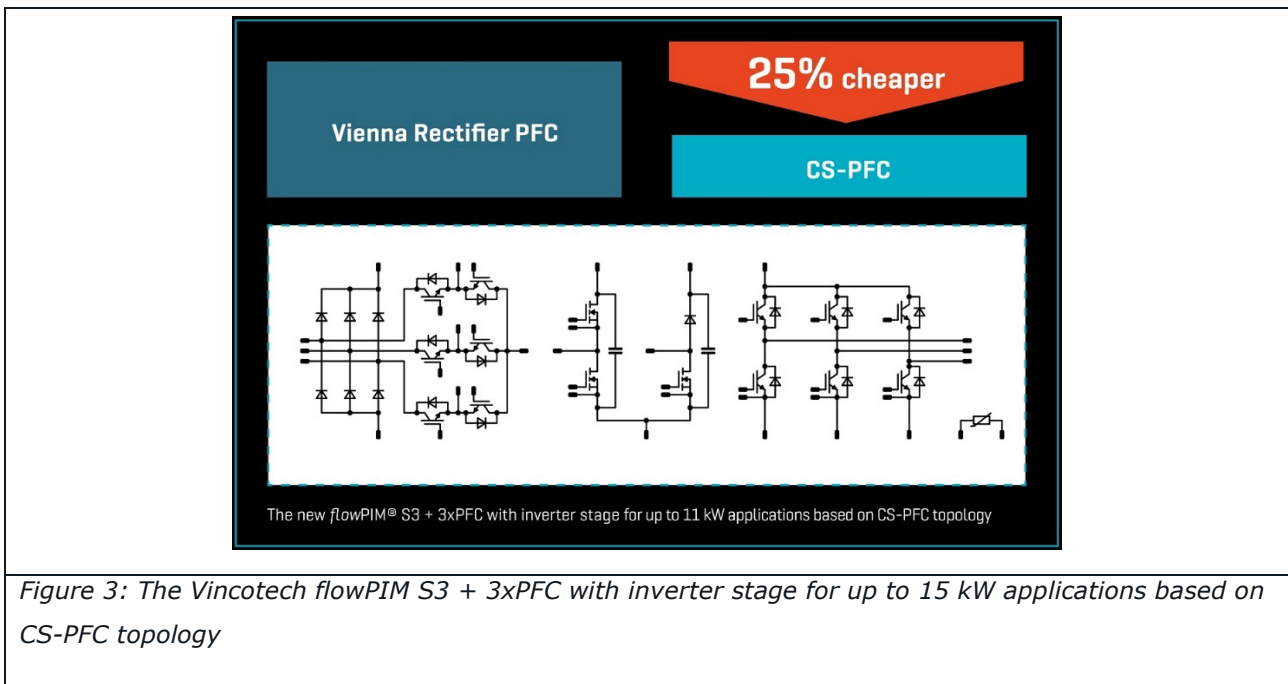 25% cheaper
Vienna Rectifier PFC
CS-PFC
The new flowPIM® S3 + 3xPFC with inverter stage for up to 11 kW applications based on CS-PFC topology
Figure 3: The Vincotech flowPIM S3 + 3xPFC with inverter stage for up to 15 kW applications based on
CS-PFC topology